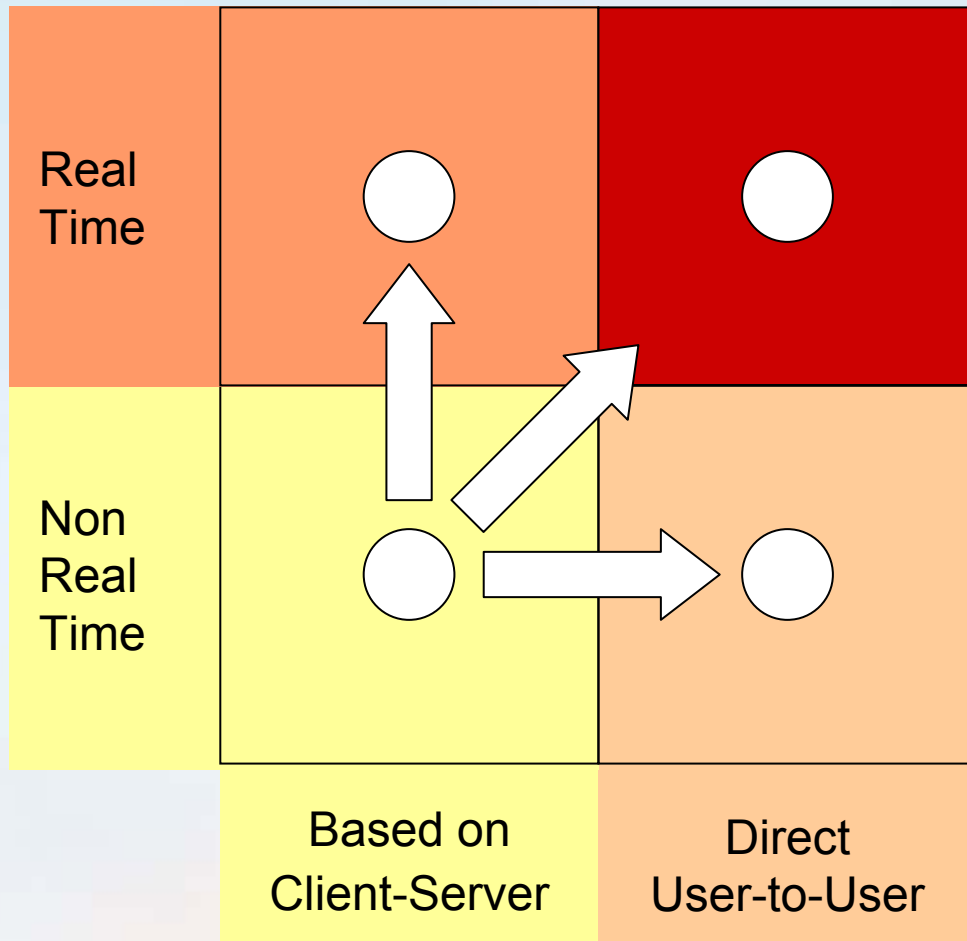 Real
Time
Non
Real
Time
Based on
Client-Server
Direct
User-to-User